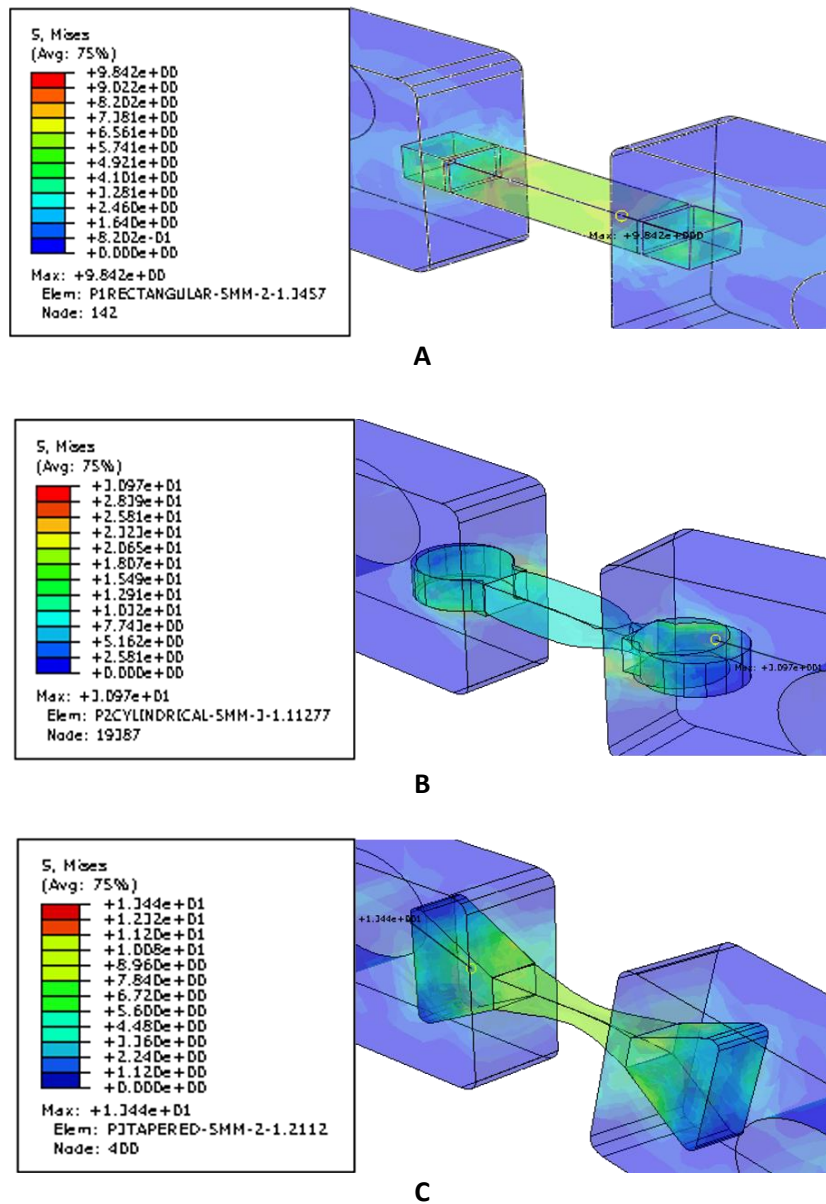 S, Mises
(Avg: 75%)
+9.842e+00
+9.022e+00
+8.202e+00
+7.381e+00
+6.561e+00
+5.741e+00
+4.921e+00
+4.101e+00
+3.281e+00
+2.460e+00
+1.640e+00
+8.202e-01
+0.000e+00
Max: +9.842e+00
Elem: P1RECTANGULAR-5MM-2-1.3457
Node: 142
Max: +9.842e+00
A
S, Mises
(Avg: 75%)
+3.097e+01
+2.839e+01
+2.581e+01
+2.323e+01
+2.065e+01
+1.807e+01
+1.549e+01
+1.291e+01
+1.032e+01
+7.743e+00
+5.162e+00
+2.581e+00
+0.000e+00
Max: +3.097e+01
Elem: P2CYLINDRICAL-5MM-3-1.11277
Node: 19387
Max: +3.097e+01
B
S, Mises
(Avg: 75%)
+1.344e+01
+1.232e+01
+1.120e+01
+1.008e+01
+8.960e+00
+7.840e+00
+6.720e+00
+5.600e+00
+4.480e+00
+3.360e+00
+2.240e+00
+1.120e+00
+0.000e+00
Max: +1.344e+01
Elem: P3TAPERED-5MM-2-1.2112
Node: 400
+1.344e+01
C